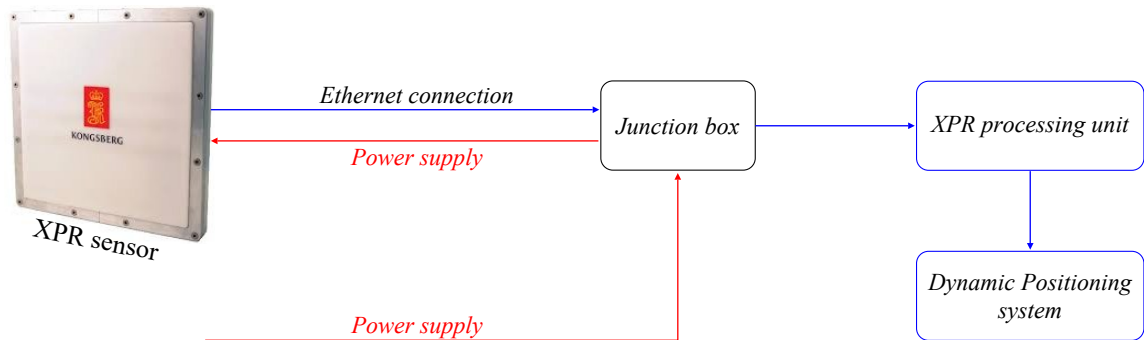 Ethernet connection
Junction box
XPR processing unit
KONGSBERG
Power supply
XPR sensor
Dynamic Positioning
system
Power supply